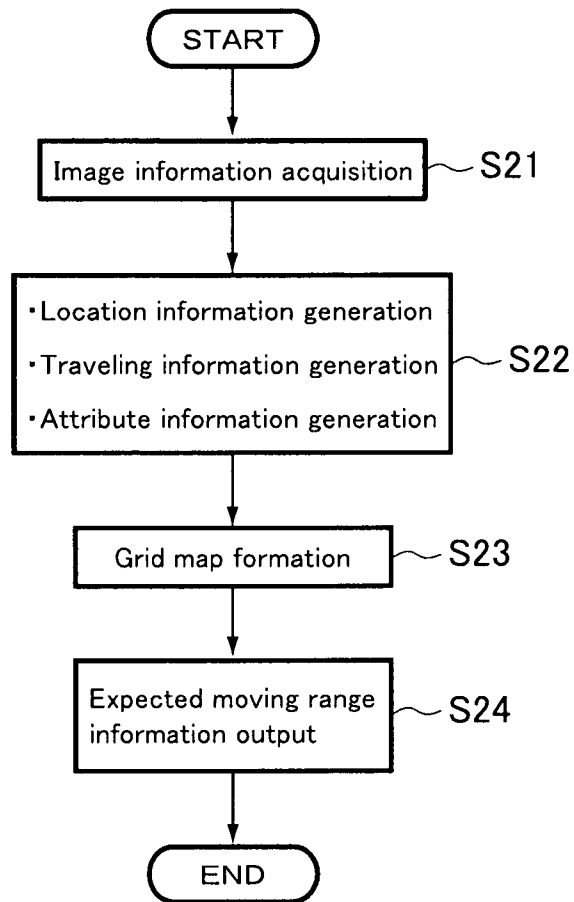 START
Image information acquisition
S21
・Location information generation
・Traveling information generation
・Attribute information generation
S22
Grid map formation
S23
Expected moving range
information output
S24
END